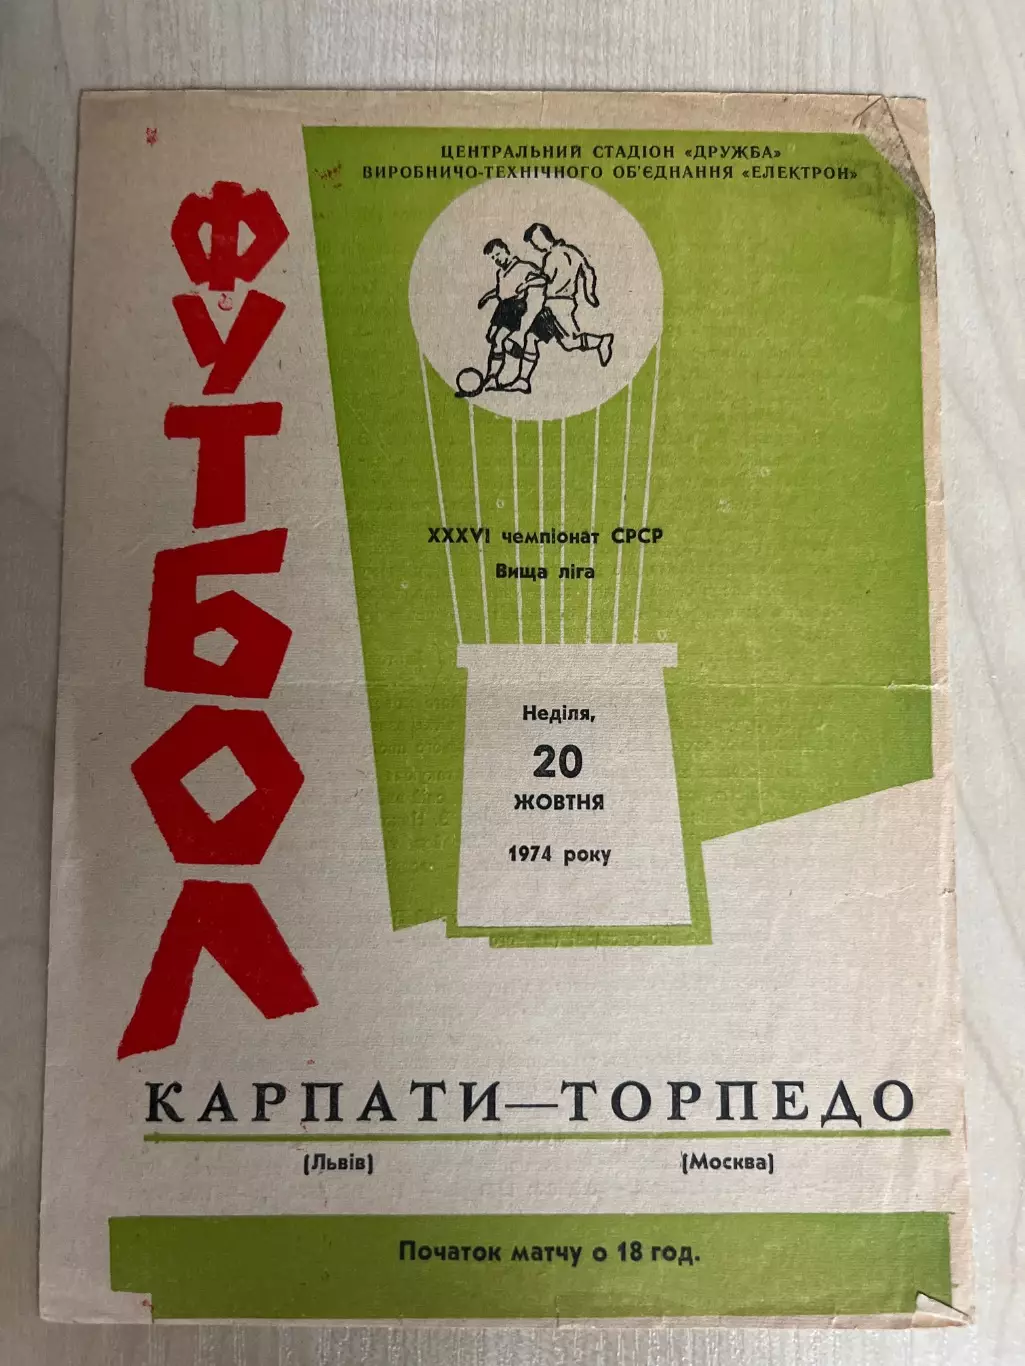 ЦЕНТРАЛЬНИЙ СТАДІОН «ДРУЖБА»
ВИРОБНИЧО-ТЕХНІЧНОГО ОБ'ЄДНАННЯ «ЕЛЕКТРОН»
ФУТБОЛ
XXXVI чемпіонат СРСР
Вища ліга
Неділя,
20
ЖОВТНЯ
1974 року
КАРПАТИ—ТОРПЕДО
(Львів) (Москва)
Початок матчу о 18 год.